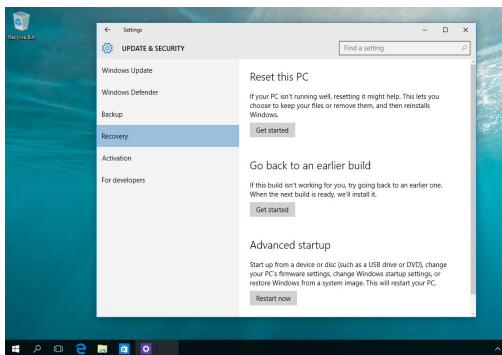 Recycle Bin
Settings
UPDATE & SECURITY
Find a setting
Windows Update
Windows Defender
Backup
Recovery
Activation
For developers
Reset this PC
If your PC isn't running well, resetting it might help. This lets you
choose to keep your files or remove them, and then reinstalls
Windows.
Get started
Go back to an earlier build
If this build isn't working for you, try going back to an earlier one.
When the next build is ready, we'll install it.
Get started
Advanced startup
Start up from a device or disc (such as a USB drive or DVD), change
your PC's firmware settings, change Windows startup settings, or
restore Windows from a system image. This will restart your PC.
Restart now